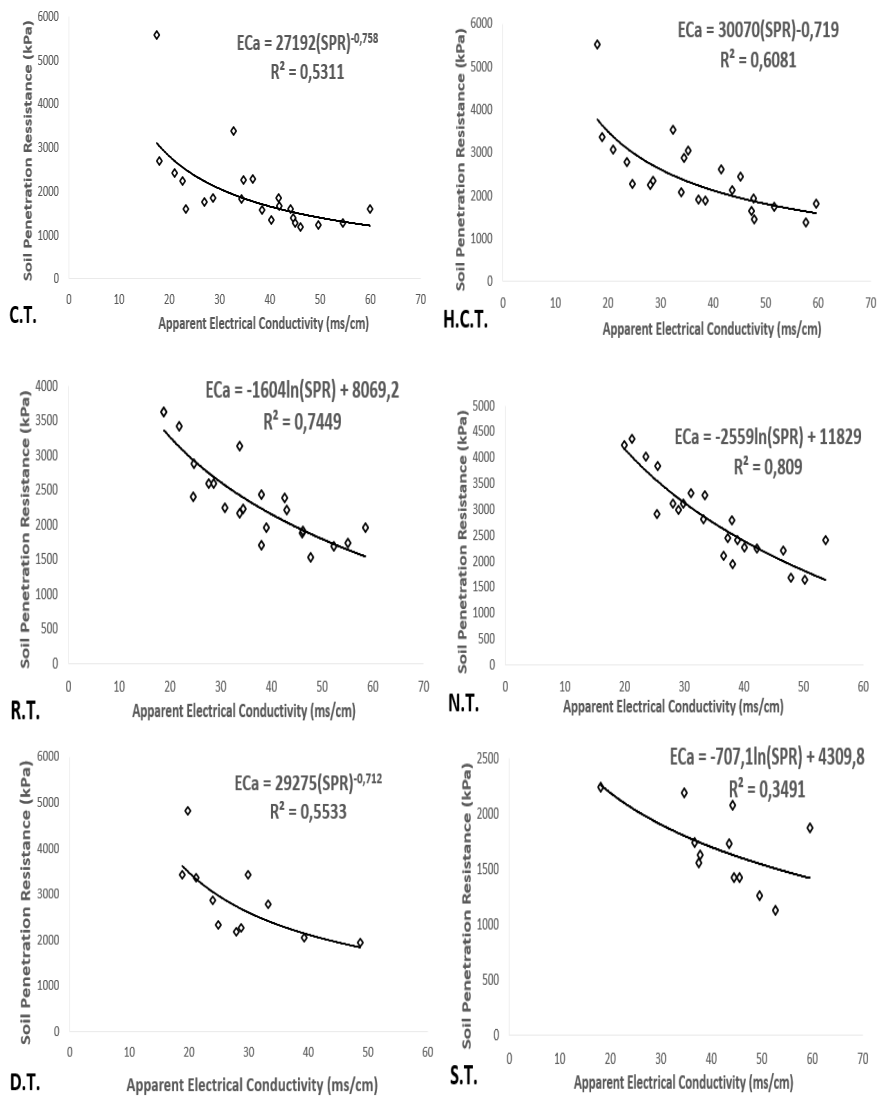 ECa = 27192(SPR)-0,758
R² = 0,5311
Soil Penetration Ressistance (kPa)
6000
5000
4000
3000
2000
1000
0
0 10 20 30 40 50 60 70
Apparent Electrical Conductivity (ms/cm)
C.T.
ECa = 30070(SPR)-0,719
R² = 0,6081
Soil Penetration Resistance (kPa)
6000
5000
4000
3000
2000
1000
0
0 10 20 30 40 50 60 70
Apparent Electrical Conductivity (ms/cm)
H.C.T.
ECa = -1604ln(SPR) + 8069,2
R² = 0,7449
Soil Penetration Resistance (kPa)
4000
3500
3000
2500
2000
1500
1000
500
0
0 10 20 30 40 50 60 70
Apparent Electrical Conductivity (ms/cm)
R.T.
ECa = -2559ln(SPR) + 11829
R² = 0,809
Soil Penetration Resistance (kPa)
5000
4500
4000
3500
3000
2500
2000
1500
1000
500
0
0 10 20 30 40 50 60
Apparent Electrical Conductivity (ms/cm)
N.T.
ECa = 29275(SPR)-0,712
R² = 0,5533
Soil Penetration Resistance (kPa)
6000
5000
4000
3000
2000
1000
0
0 10 20 30 40 50 60
Apparent Electrical Conductivity (ms/cm)
D.T.
ECa = -707,1ln(SPR) + 4309,8
R² = 0,3491
Soil Penetration Resistance (kPa)
2500
2000
1500
1000
500
0
0 10 20 30 40 50 60 70
Apparent Electrical Conductivity (ms/cm)
S.T.